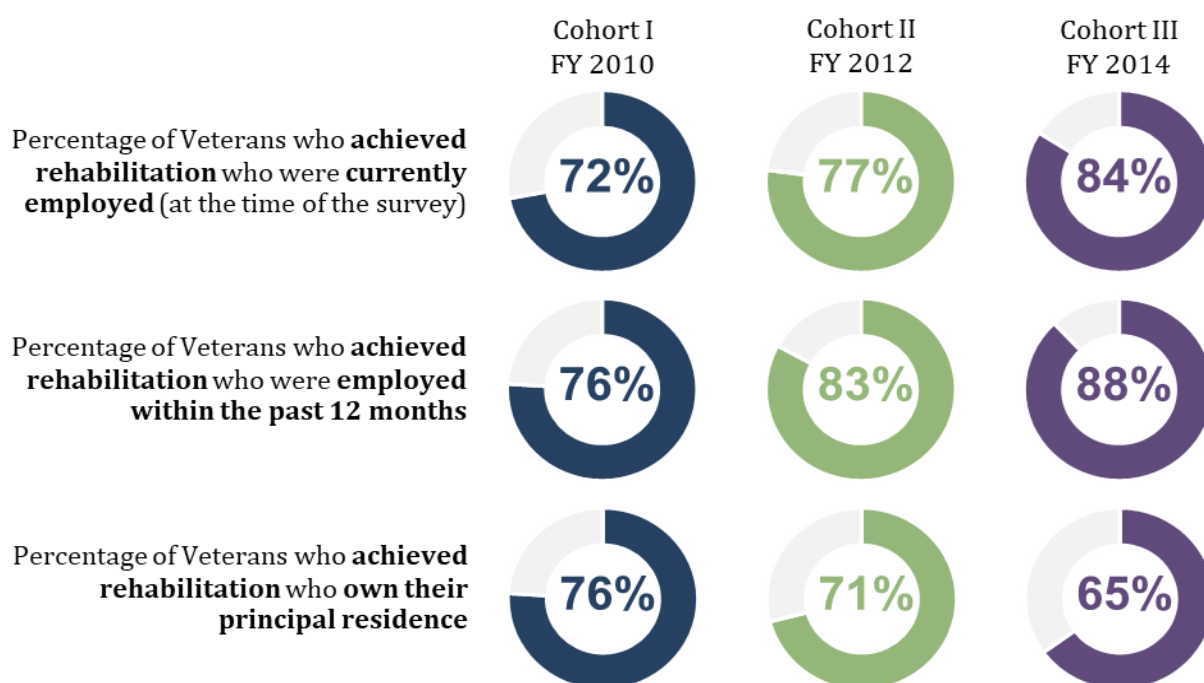 Cohort I
FY 2010
Cohort II
FY 2012
Cohort III
FY 2014
Percentage of Veterans who achieved
rehabilitation who were currently
employed (at the time of the survey)
72%
77%
84%
Percentage of Veterans who achieved
rehabilitation who were employed
within the past 12 months
76%
83%
88%
Percentage of Veterans who achieved
rehabilitation who own their
principal residence
76%
71%
65%